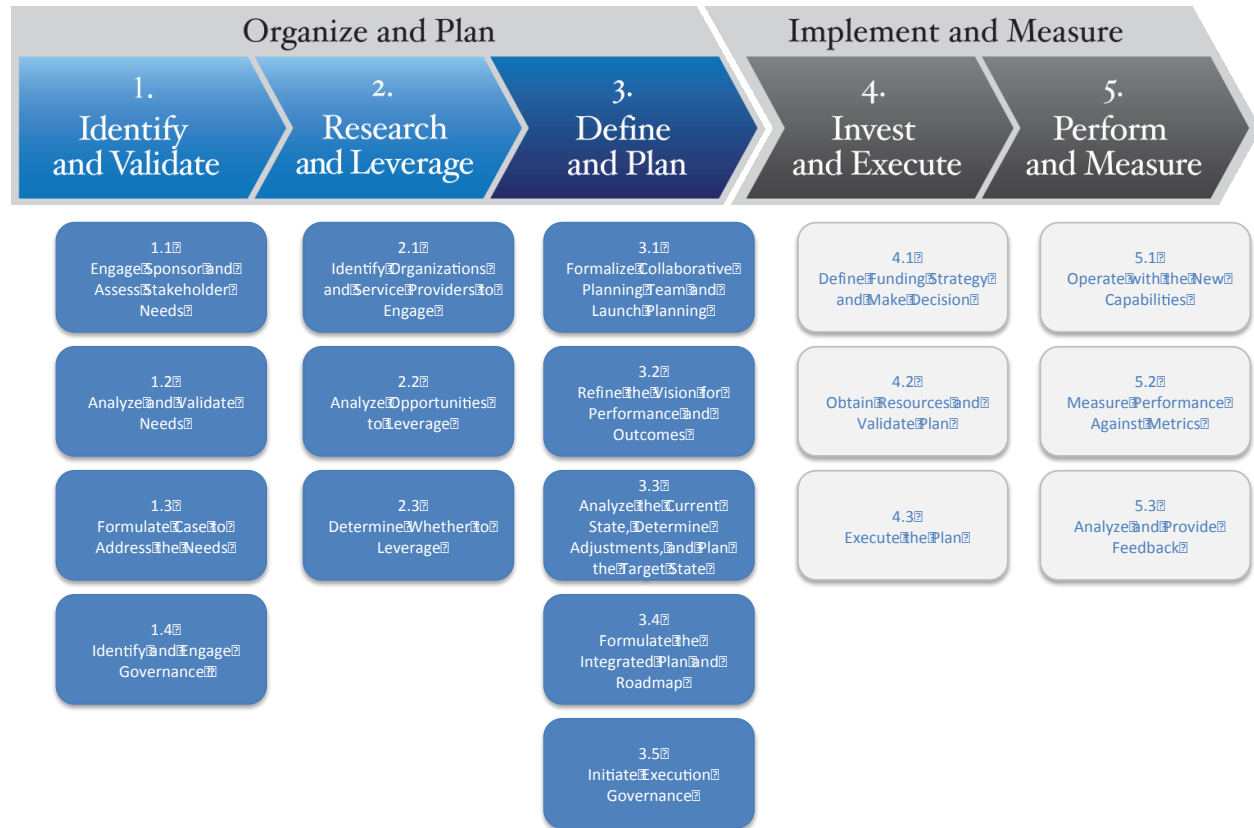 Organize and Plan
Implement and Measure
1.
Identify
and Validate
2.
Research
and Leverage
3.
Define
and Plan
4.
Invest
and Execute
5.
Perform
and Measure
1.1
Engage Sponsor and
Assess Stakeholder
Needs
1.2
Analyze and Validate
Needs
1.3
Formulate Case to
Address the Needs
1.4
Identify and Engage
Governance
2.1
Identify Organizations
and Service Providers to
Engage
2.2
Analyze Opportunities
to Leverage
2.3
Determine Whether to
Leverage
3.1
Formalize Collaborative
Planning Team and
Launch Planning
3.2
Refine the Vision for
Performance and
Outcomes
3.3
Analyze the Current
State, Determine
Adjustments, and Plan
the Target State
3.4
Formulate the
Integrated Plan and
Roadmap
3.5
Initiate Execution
Governance
4.1
Define Funding Strategy
and Make Decision
4.2
Obtain Resources and
Validate Plan
4.3
Execute the Plan
5.1
Operate with the New
Capabilities
5.2
Measure Performance
Against Metrics
5.3
Analyze and Provide
Feedback